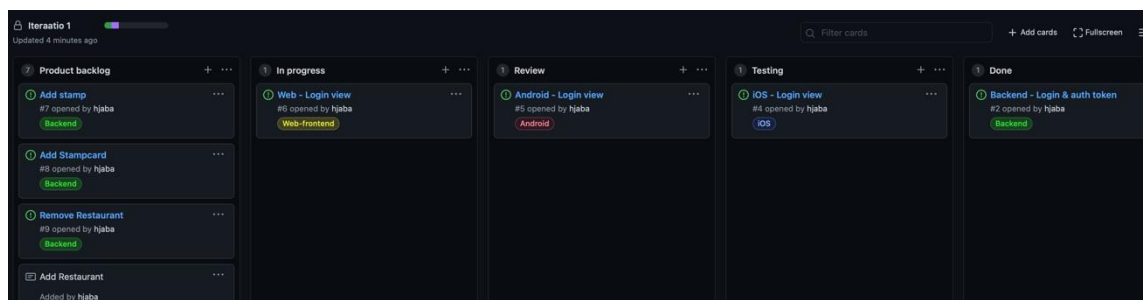 Iteraatio 1
Updated 4 minutes ago
Filter cards
+ Add cards
Fullscreen
7 Product backlog
Add stamp
#7 opened by hjaba
Backend
Add Stampcard
#8 opened by hjaba
Backend
Remove Restaurant
#9 opened by hjaba
Backend
Add Restaurant
Added by hjaba
1 In progress
Web - Login view
#6 opened by hjaba
Web-frontend
1 Review
Android - Login view
#5 opened by hjaba
Android
1 Testing
iOS - Login view
#4 opened by hjaba
iOS
1 Done
Backend - Login & auth token
#2 opened by hjaba
Backend